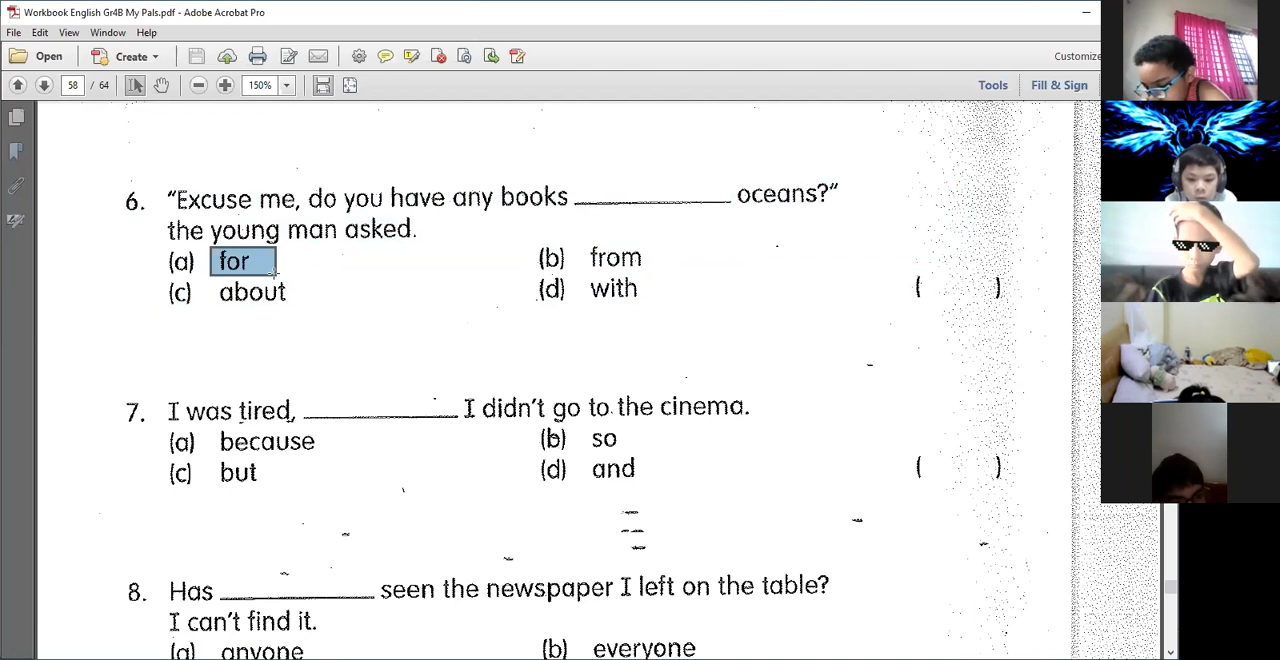 Workbook English Gr4B My Pals.pdf - Adobe Acrobat Pro
File Edit View Window Help
Open Create Customize
58 / 64 150% Tools Fill & Sign
6. “Excuse me, do you have any books ____________ oceans?”
the young man asked.
(a) for (b) from
(c) about (d) with ( )
7. I was tired, ____________ I didn’t go to the cinema.
(a) because (b) so
(c) but (d) and ( )
8. Has ____________ seen the newspaper I left on the table?
I can’t find it.
(a) anyone (b) everyone